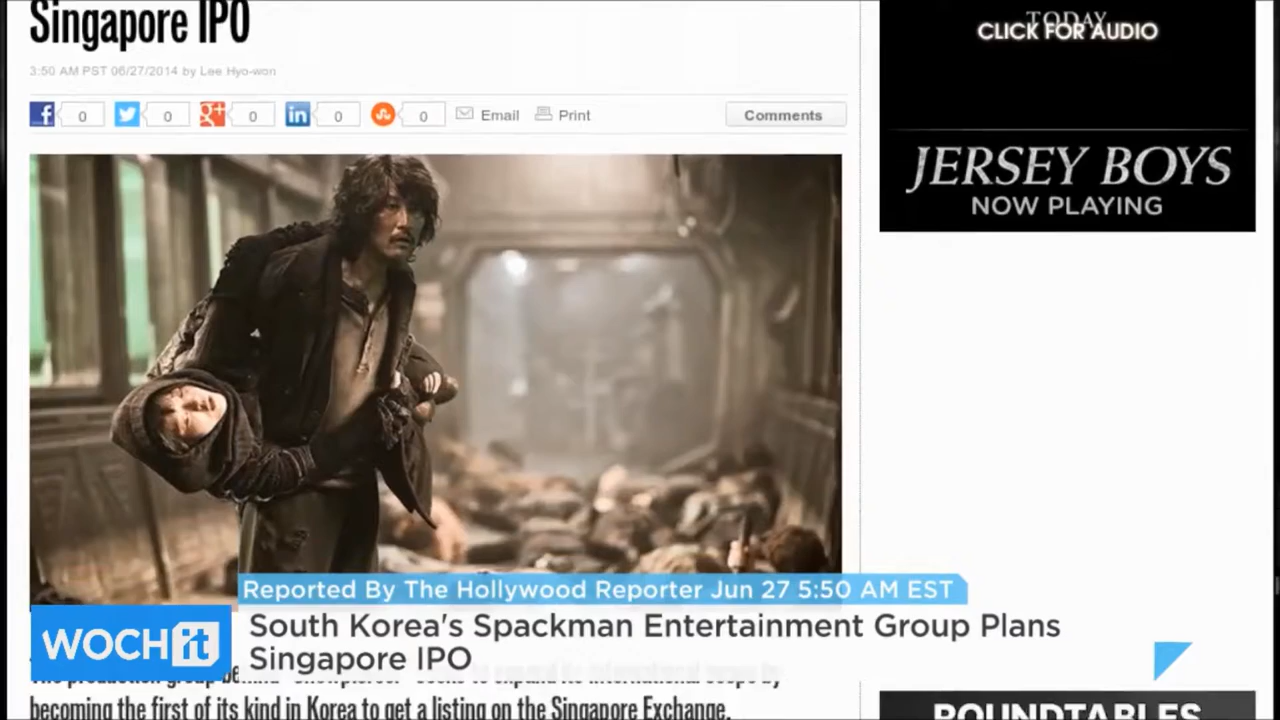 Singapore IPO
3:50 AM PST 06/27/2014 by Lee Hyo-won
0
0
0
0
0
Email
Print
Comments
TODAY
CLICK FOR AUDIO
JERSEY BOYS
NOW PLAYING
Reported By The Hollywood Reporter Jun 27 5:50 AM EST
WOCHit
South Korea's Spackman Entertainment Group Plans
Singapore IPO
becoming the first of its kind in Korea to get a listing on the Singapore Exchange.
ROUNDTABLES